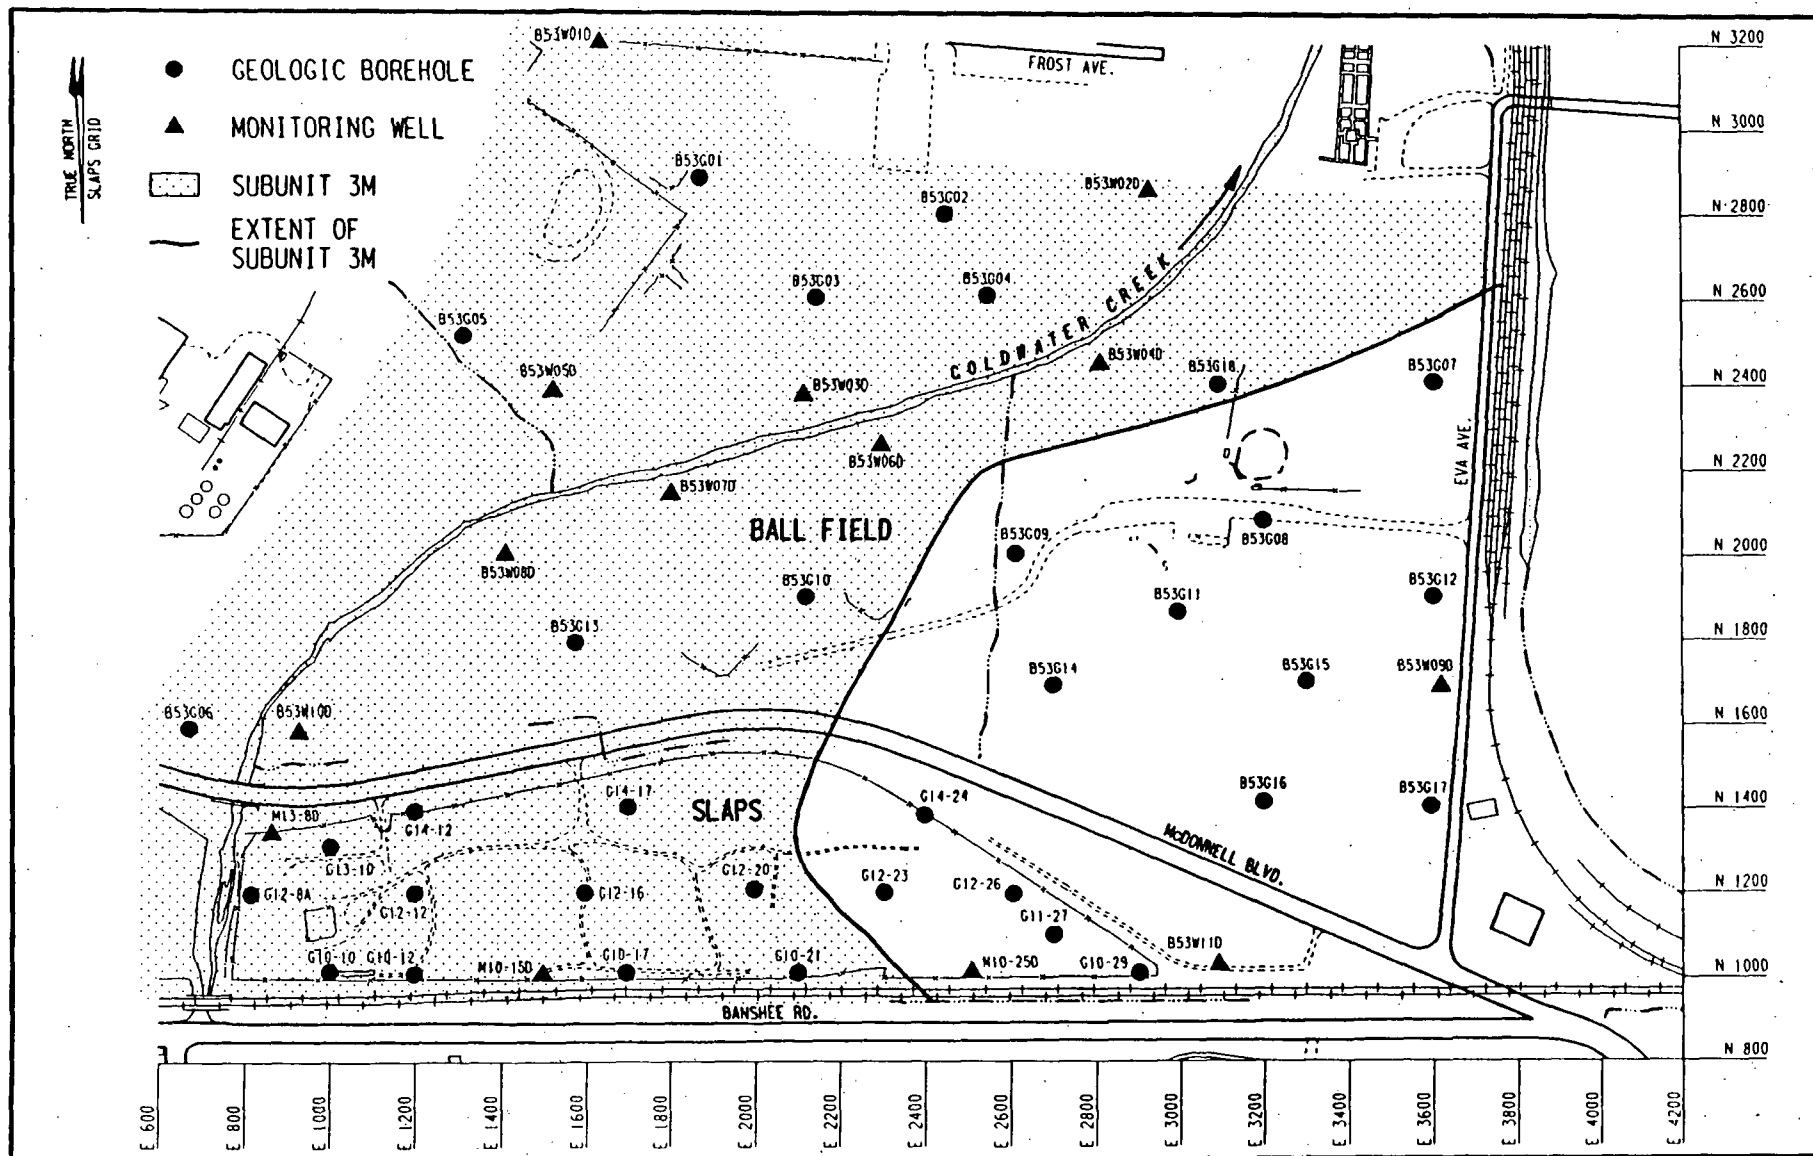 B53W01D
FROST AVE.
N 3200
GEOLOGIC BOREHOLE
MONITORING WELL
SUBUNIT 3M
EXTENT OF
SUBUNIT 3M
TRUE NORTH
SLAPS GRID
N 3000
B53G01
B53G02
B53W02D
N 2800
B53G03
B53G04
COLDWATER CREEK
N 2600
B53G05
B53W05D
B53W03D
B53W04D
B53G18
B53G07
N 2400
B53W06D
B53W07D
EVA AVE.
N 2200
BALL FIELD
B53G09
B53G08
N 2000
B53W08D
B53G10
B53G11
B53G12
B53G13
N 1800
B53G14
B53G15
B53W09D
B53G06
B53W10D
N 1600
G14-17
SLAPS
G14-24
B53G16
B53G17
N 1400
M13-8D
G14-12
McDONNELL BLVD.
G13-10
G12-8A
G12-12
G12-16
G12-20
G12-23
G12-26
N 1200
G11-27
G10-10
G10-12
M10-15D
G10-17
G10-21
M10-25D
G10-29
B53W11D
N 1000
BANSHEE RD.
N 800
E 600
E 800
E 1000
E 1200
E 1400
E 1600
E 1800
E 2000
E 2200
E 2400
E 2600
E 2800
E 3000
E 3200
E 3400
E 3600
E 3800
E 4000
E 4200